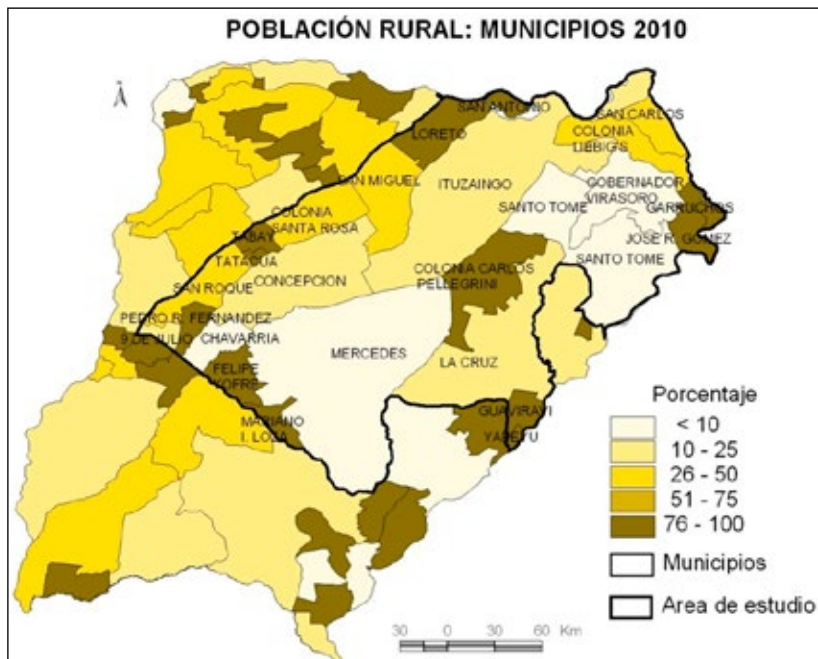 POBLACIÓN RURAL: MUNICIPIOS 2010
SAN ANTONIO
LORETO
SAN CARLOS
COLONIA
LIEBIG'S
SAN MIGUEL
ITUZAINGO
GOBERNADOR
VIRASORO
SANTO TOME
GARRUCHOS
COLONIA
SANTA ROSA
TABAY
JOSE R. GOMEZ
TATACUA
SANTO TOME
CONCEPCION
COLONIA CARLOS
PELLEGRINI
SAN ROQUE
PEDRO R. FERNANDEZ
9 DE JULIO
CHAVARRIA
MERCEDES
LA CRUZ
FELIPE
YOFRE
GUAVIRAVI
MARIANO
I. LOZA
YAPEYU
Porcentaje
< 10
10 - 25
26 - 50
51 - 75
76 - 100
Municipios
Area de estudio
30 0 30 60 Km